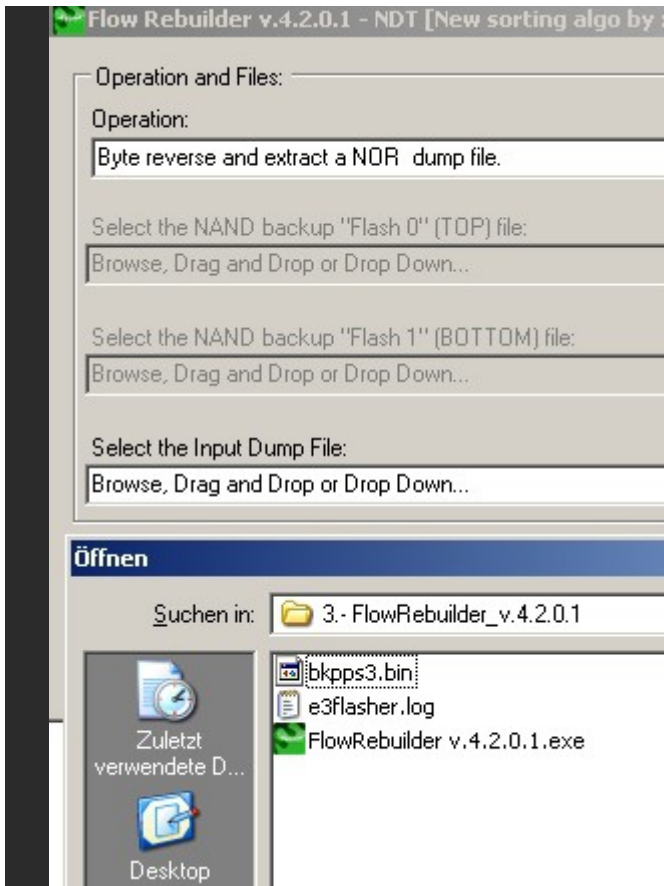 Flow Rebuilder v.4.2.0.1 - NDT [New sorting algo by
Operation and Files:
Operation:
Byte reverse and extract a NOR  dump file.
Select the NAND backup "Flash 0" (TOP) file:
Browse, Drag and Drop or Drop Down...
Select the NAND backup "Flash 1" (BOTTOM) file:
Browse, Drag and Drop or Drop Down...
Select the Input Dump File:
Browse, Drag and Drop or Drop Down...
Öffnen
Suchen in: 3.- FlowRebuilder_v.4.2.0.1
bkpps3.bin
e3flasher.log
FlowRebuilder v.4.2.0.1.exe
Zuletzt
verwendete D...
Desktop